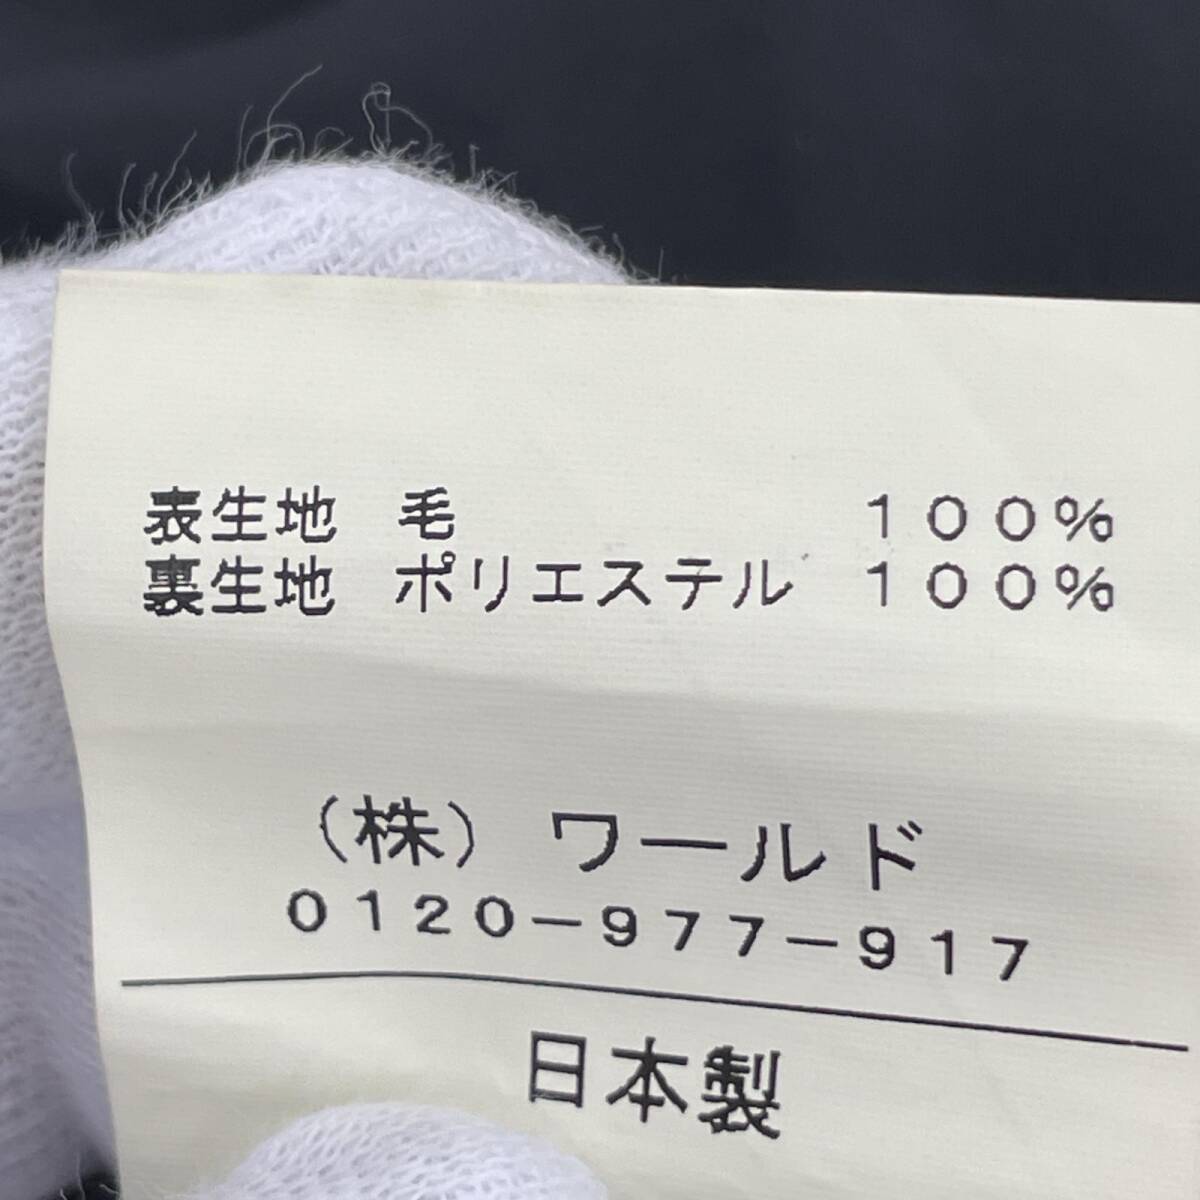 表生地 毛 100%
裏生地 ポリエステル 100%
(株) ワールド
0120-977-917
日本製